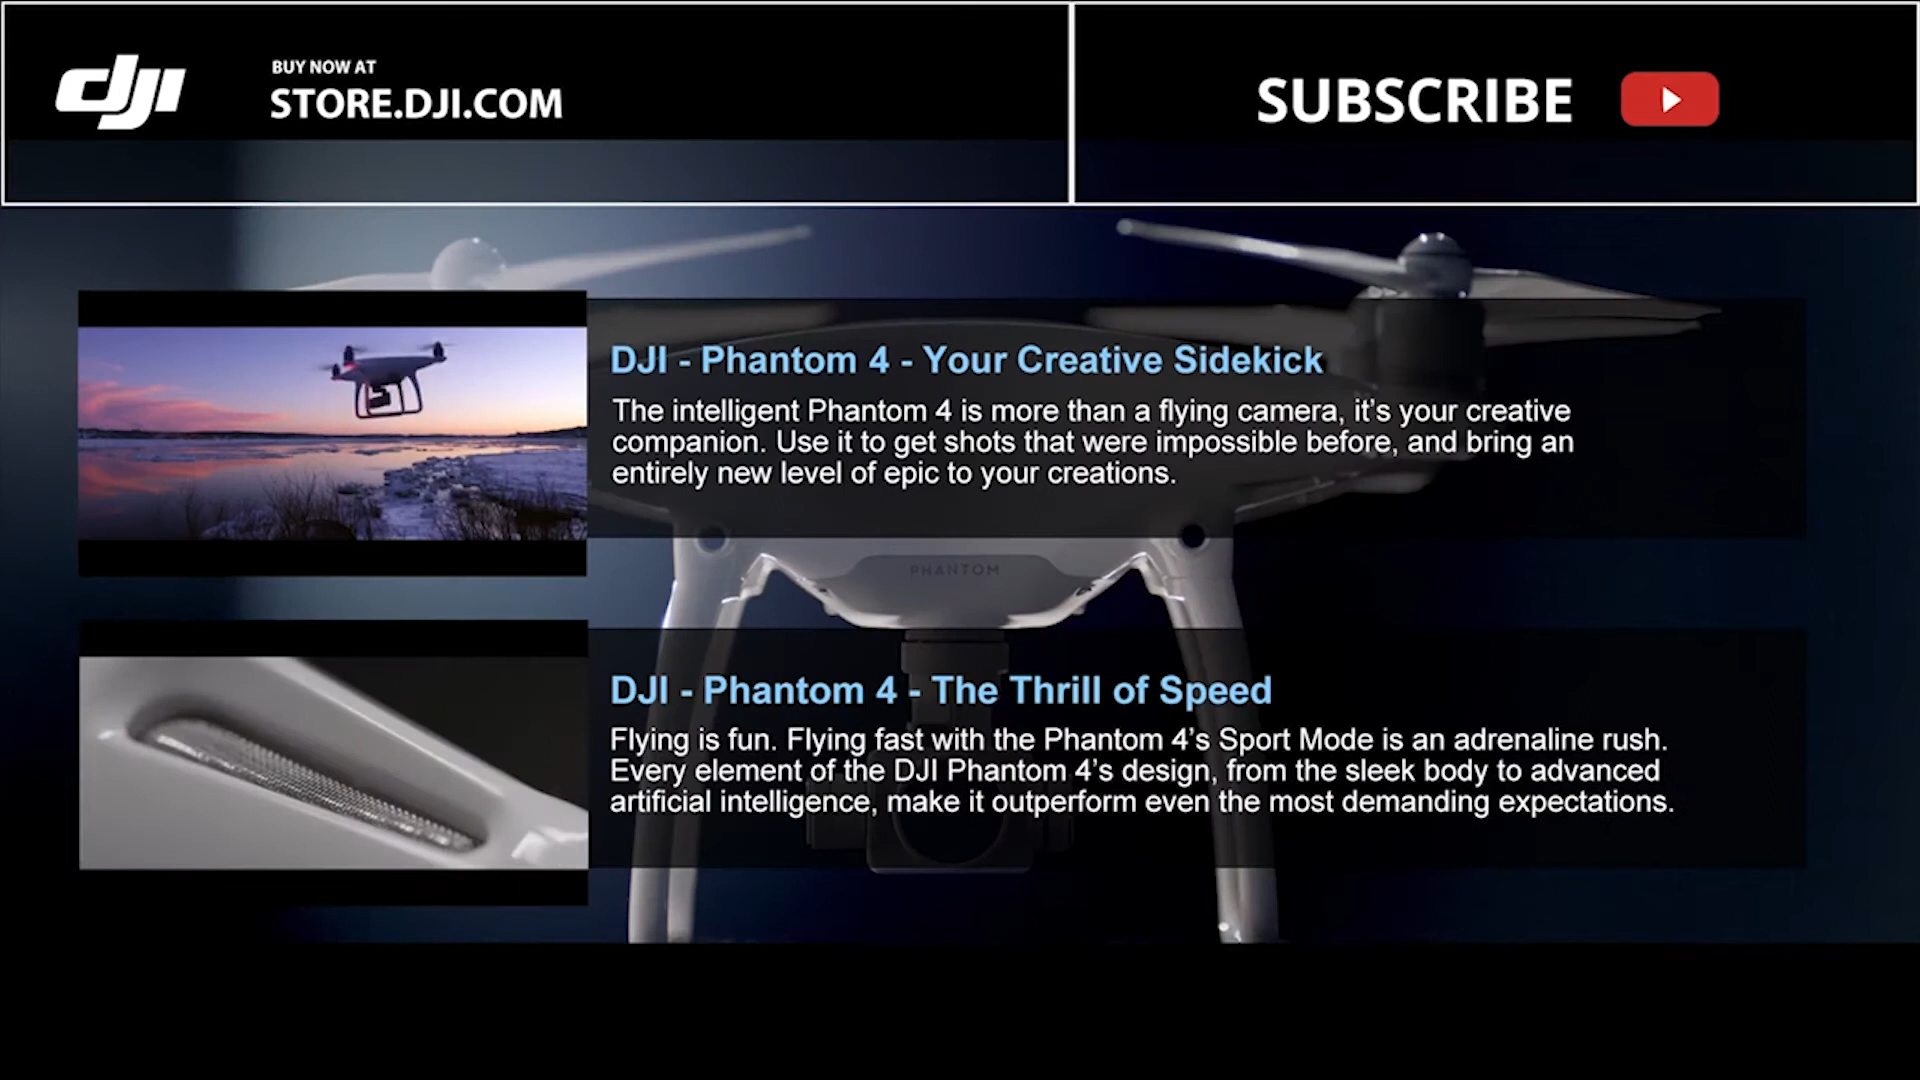 dji
BUY NOW AT
STORE.DJI.COM
SUBSCRIBE
DJI - Phantom 4 - Your Creative Sidekick
The intelligent Phantom 4 is more than a flying camera, it's your creative
companion. Use it to get shots that were impossible before, and bring an
entirely new level of epic to your creations.
PHANTOM
DJI - Phantom 4 - The Thrill of Speed
Flying is fun. Flying fast with the Phantom 4's Sport Mode is an adrenaline rush.
Every element of the DJI Phantom 4's design, from the sleek body to advanced
artificial intelligence, make it outperform even the most demanding expectations.